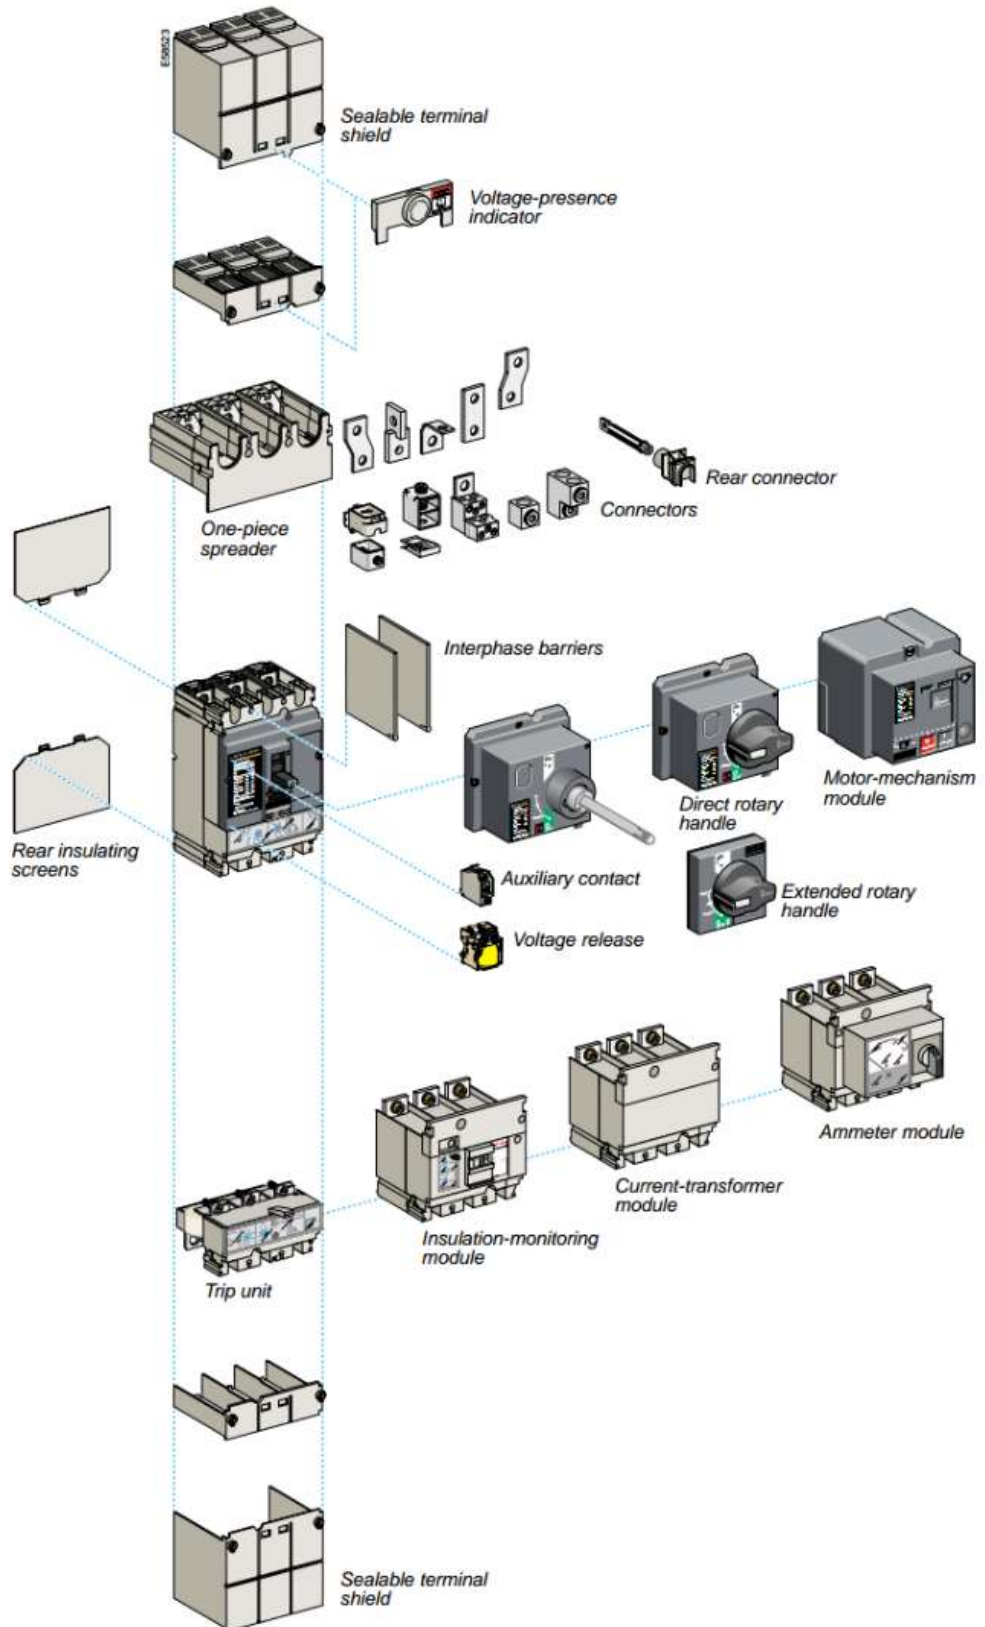 E58523
Sealable terminal
shield
Voltage-presence
indicator
Rear connector
Connectors
One-piece
spreader
Interphase barriers
Motor-mechanism
module
Direct rotary
handle
Rear insulating
screens
Auxiliary contact
Extended rotary
handle
Voltage release
Ammeter module
Current-transformer
module
Insulation-monitoring
module
Trip unit
Sealable terminal
shield